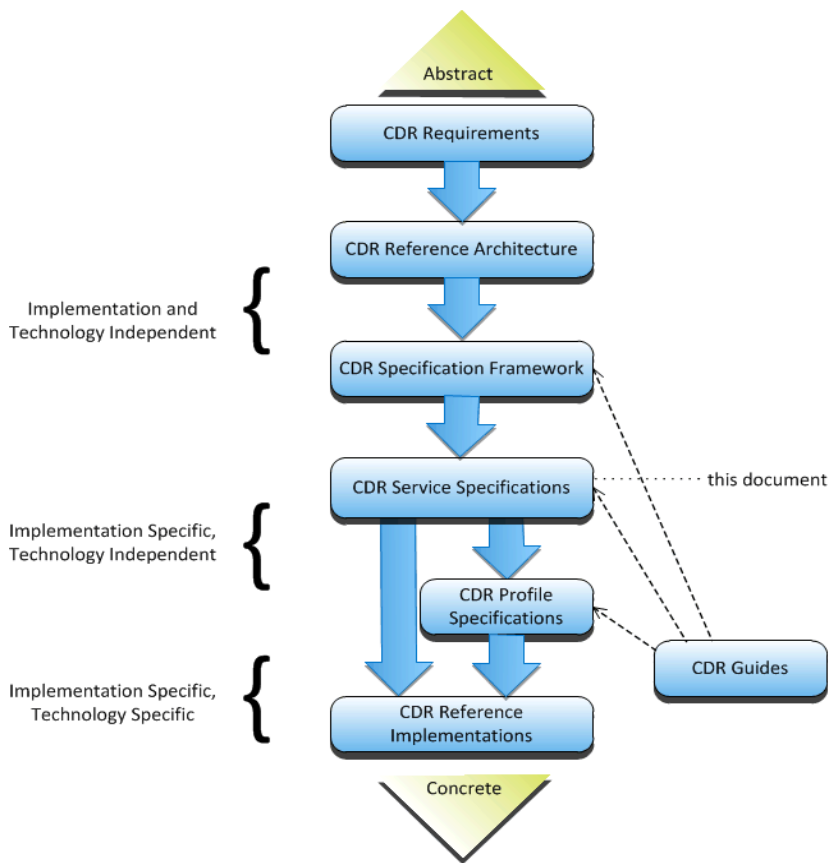 Abstract
CDR Requirements
CDR Reference Architecture
Implementation and
Technology Independent
CDR Specification Framework
CDR Service Specifications
this document
Implementation Specific,
Technology Independent
CDR Profile
Specifications
CDR Guides
Implementation Specific,
Technology Specific
CDR Reference
Implementations
Concrete